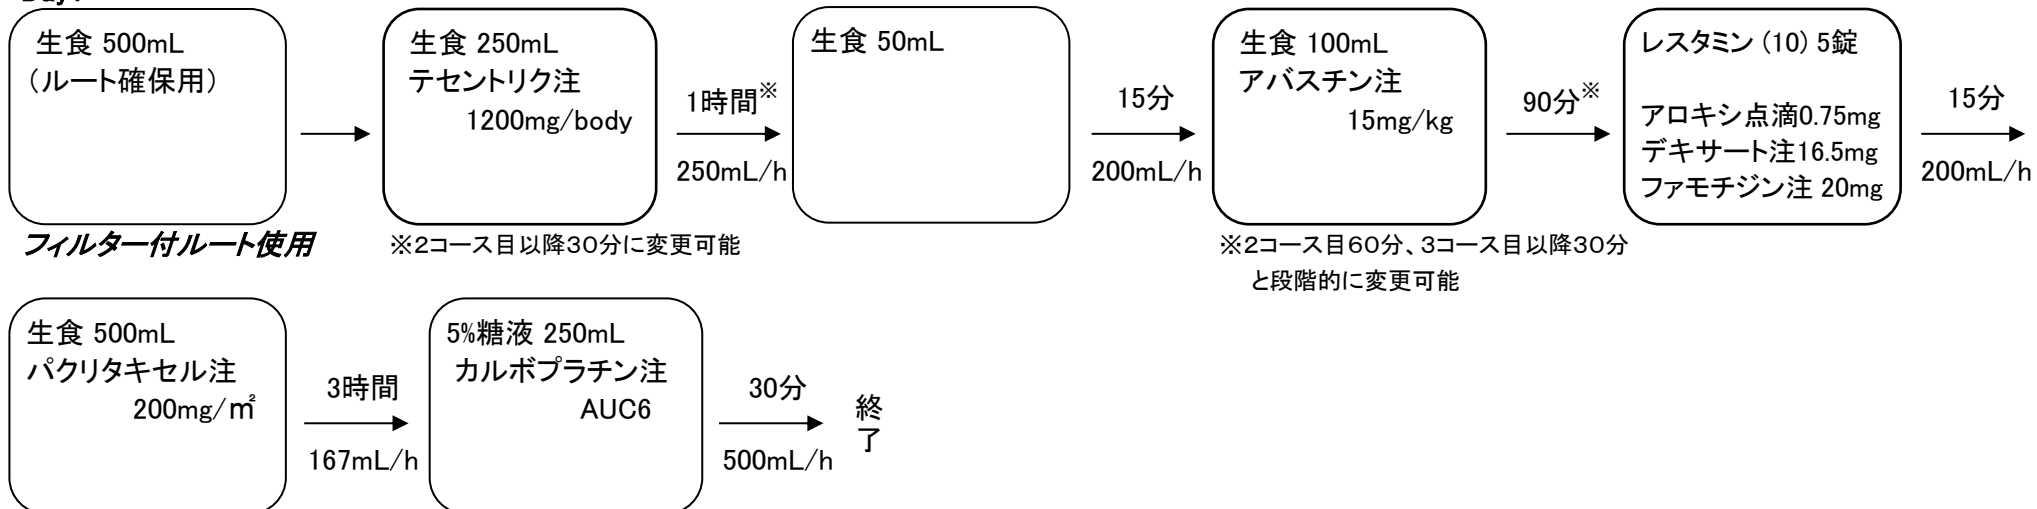 Day1
生食 500mL
(ルート確保用)
フィルター付ルート使用
生食 250mL
テセントリク注
1200mg/body
※2コース目以降30分に変更可能
1時間※
250mL/h
生食 50mL
15分
200mL/h
生食 100mL
アバスチン注
15mg/kg
※2コース目60分、3コース目以降30分
と段階的に変更可能
90分※
レスタミン (10) 5錠
アロキシ点滴0.75mg
デキサート注16.5mg
ファモチジン注 20mg
15分
200mL/h
生食 500mL
パクリタキセル注
200mg/㎡
3時間
167mL/h
5%糖液 250mL
カルボプラチン注
AUC6
30分
500mL/h
終了